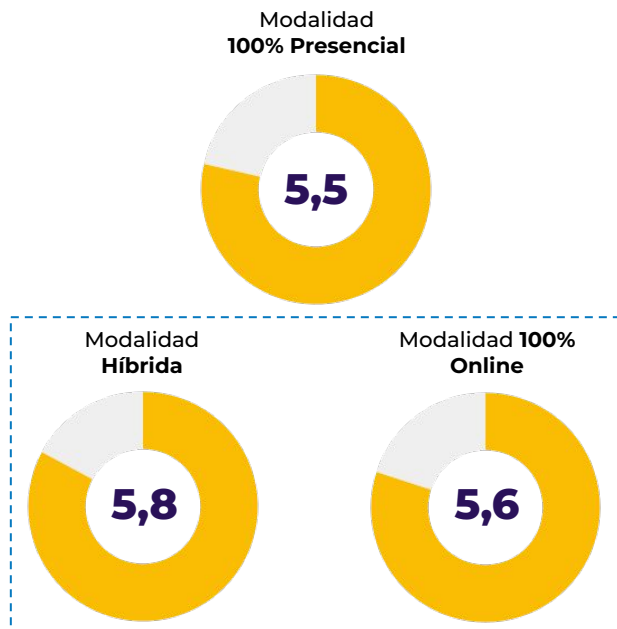 Modalidad
100% Presencial
5,5
Modalidad
Híbrida
5,8
Modalidad 100%
Online
5,6